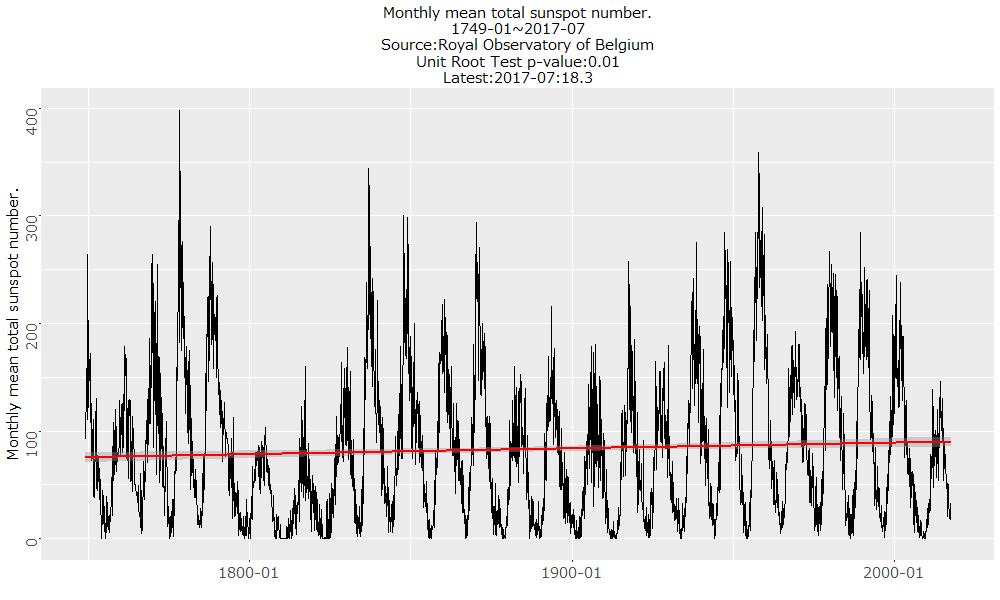 Monthly mean total sunspot number.
1749-01~2017-07
Source:Royal Observatory of Belgium
Unit Root Test p-value:0.01
Latest:2017-07:18.3
Monthly mean total sunspot number.
400
300
200
100
0
1800-01
1900-01
2000-01